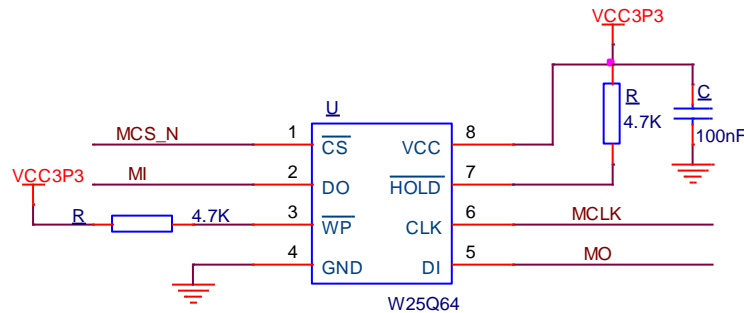 VCC3P3
U
R
4.7K
C
100nF
MCS_N 1 CS VCC 8
VCC3P3 MI 2 DO HOLD 7
R 4.7K 3 WP CLK 6 MCLK
4 GND DI 5 MO
W25Q64